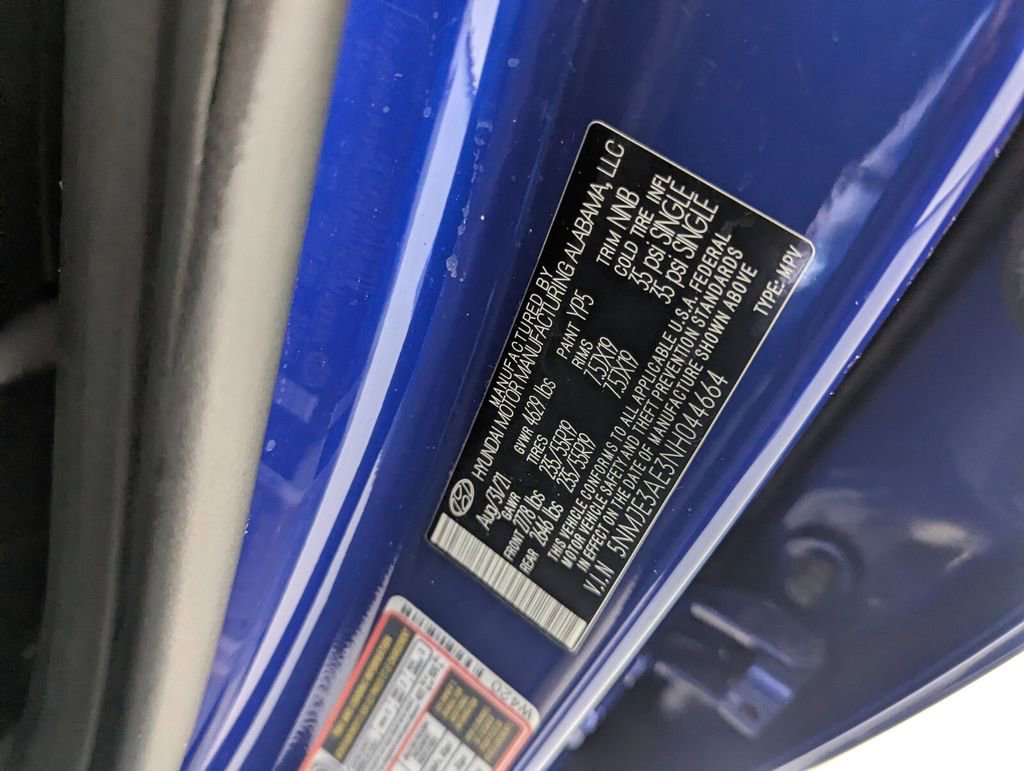 MANUFACTURED BY
HYUNDAI MOTOR MANUFACTURING ALABAMA, LLC
Aug/31/21 GVWR 4629 lbs PAINT YP5 TRIM NNB
GAWR TIRES RIMS COLD TIRE INFL
FRONT 2778 lbs 235/55R19 7.5JX19 35 psi SINGLE
REAR 2646 lbs 235/55R19 7.5JX19 35 psi SINGLE
THIS VEHICLE CONFORMS TO ALL APPLICABLE U.S.A. FEDERAL
MOTOR VEHICLE SAFETY AND THEFT PREVENTION STANDARDS
IN EFFECT ON THE DATE OF MANUFACTURE SHOWN ABOVE
V.I.N 5NMJE3AE3NH044664 TYPE: MPV
W420